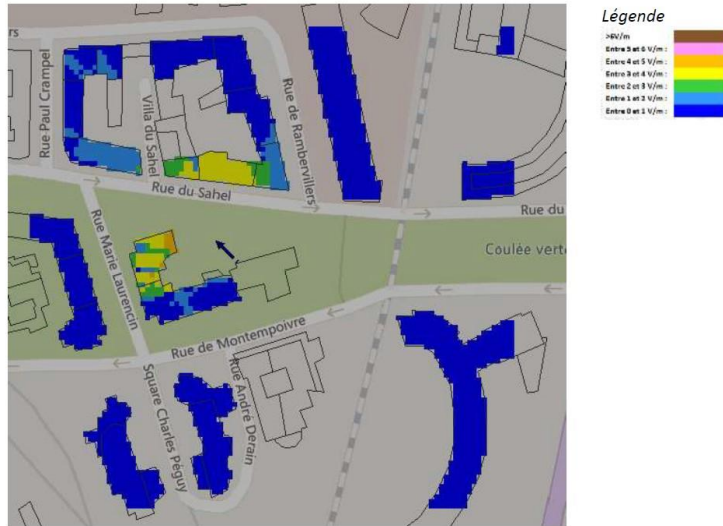 Légende
>6V/m
Entre 5 et 6 V/m :
Entre 4 et 5 V/m :
Entre 3 et 4 V/m :
Entre 2 et 3 V/m :
Entre 1 et 2 V/m :
Entre 0 et 1 V/m :
rs
Rue Paul Crampel
Villa du Sahel
Rue de Rambervillers
Rue du Sahel
Rue du
Rue Marie Laurencin
Coulée verte
Rue de Montempoivre
Square Charles Péguy
Rue André Derain